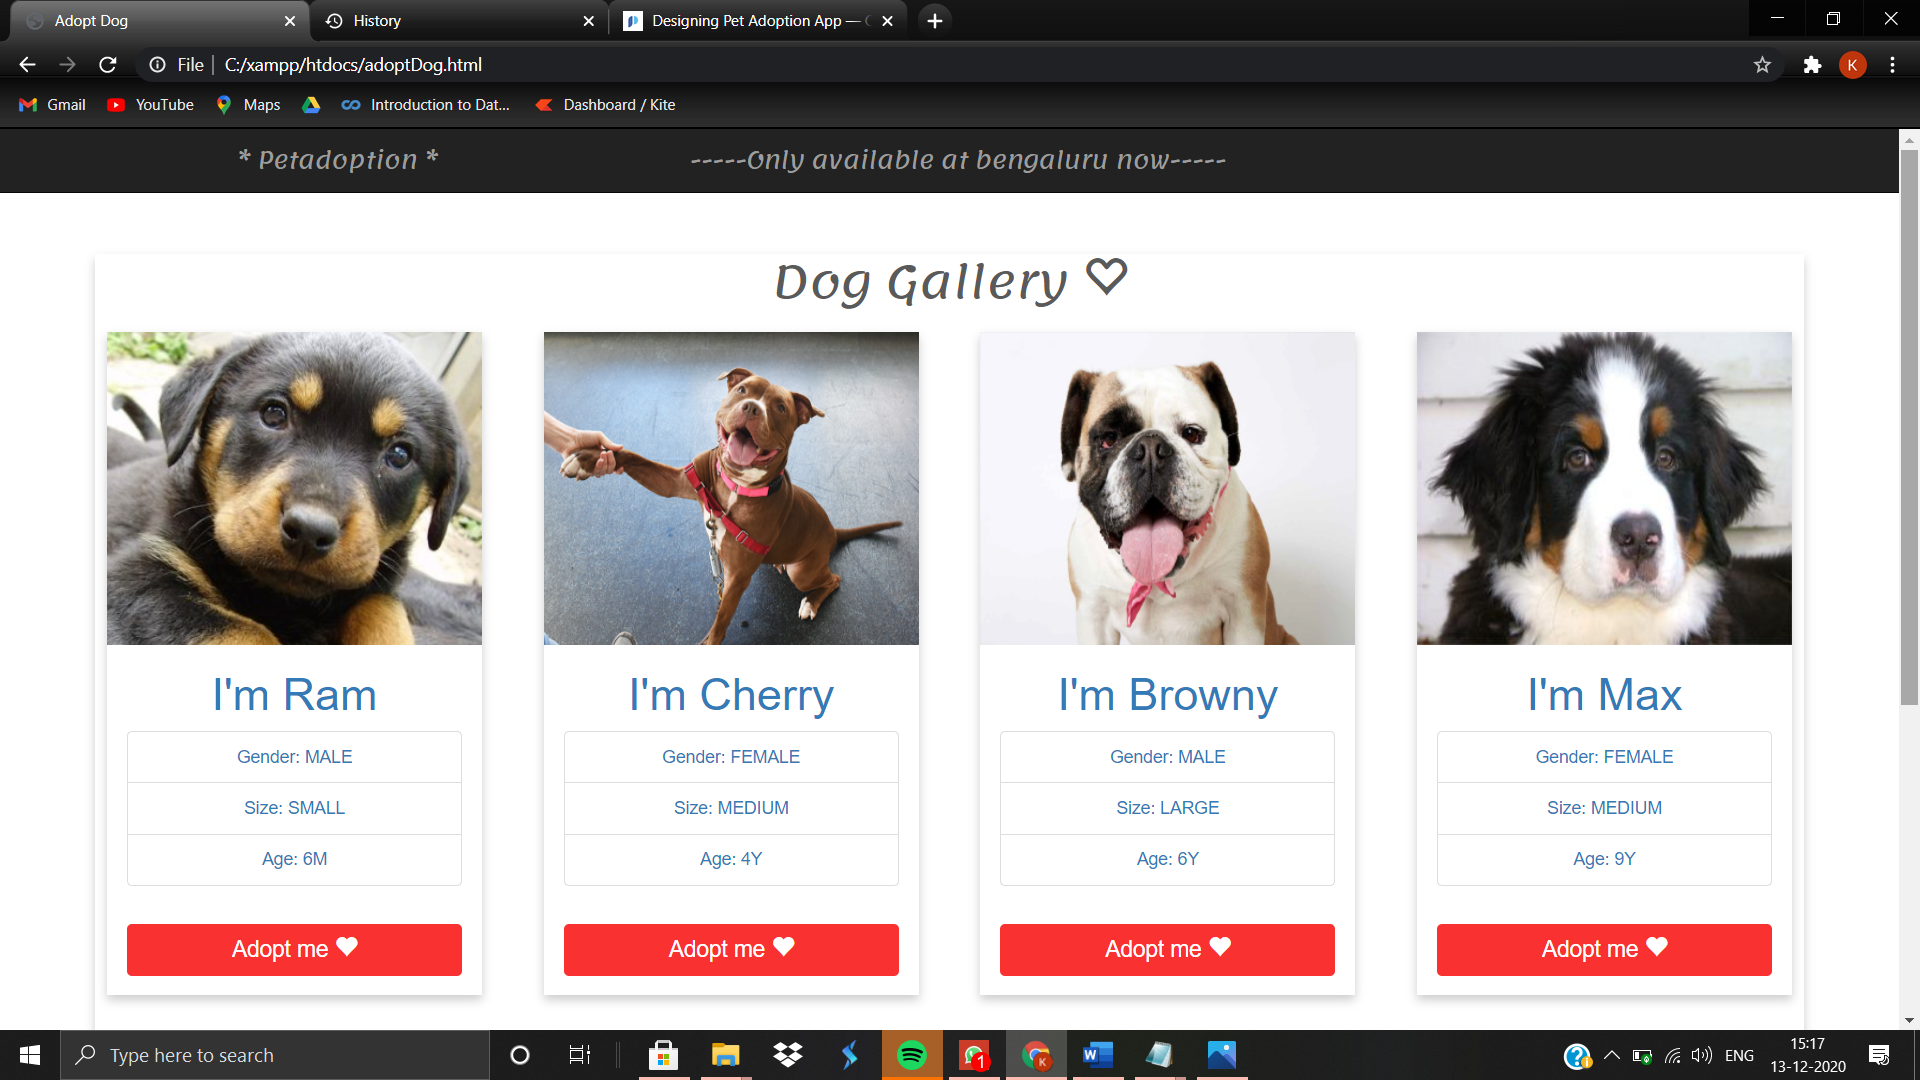 Adopt Dog
History
Designing Pet Adoption App —
File
C:/xampp/htdocs/adoptDog.html
K
Gmail
YouTube
Maps
Introduction to Dat...
Dashboard / Kite
* Petadoption *
-----Only available at bengaluru now-----
Dog Gallery ♡
I'm Ram
Gender: MALE
Size: SMALL
Age: 6M
Adopt me ♥
I'm Cherry
Gender: FEMALE
Size: MEDIUM
Age: 4Y
Adopt me ♥
I'm Browny
Gender: MALE
Size: LARGE
Age: 6Y
Adopt me ♥
I'm Max
Gender: FEMALE
Size: MEDIUM
Age: 9Y
Adopt me ♥
Type here to search
1
K
W
ENG
15:17
13-12-2020